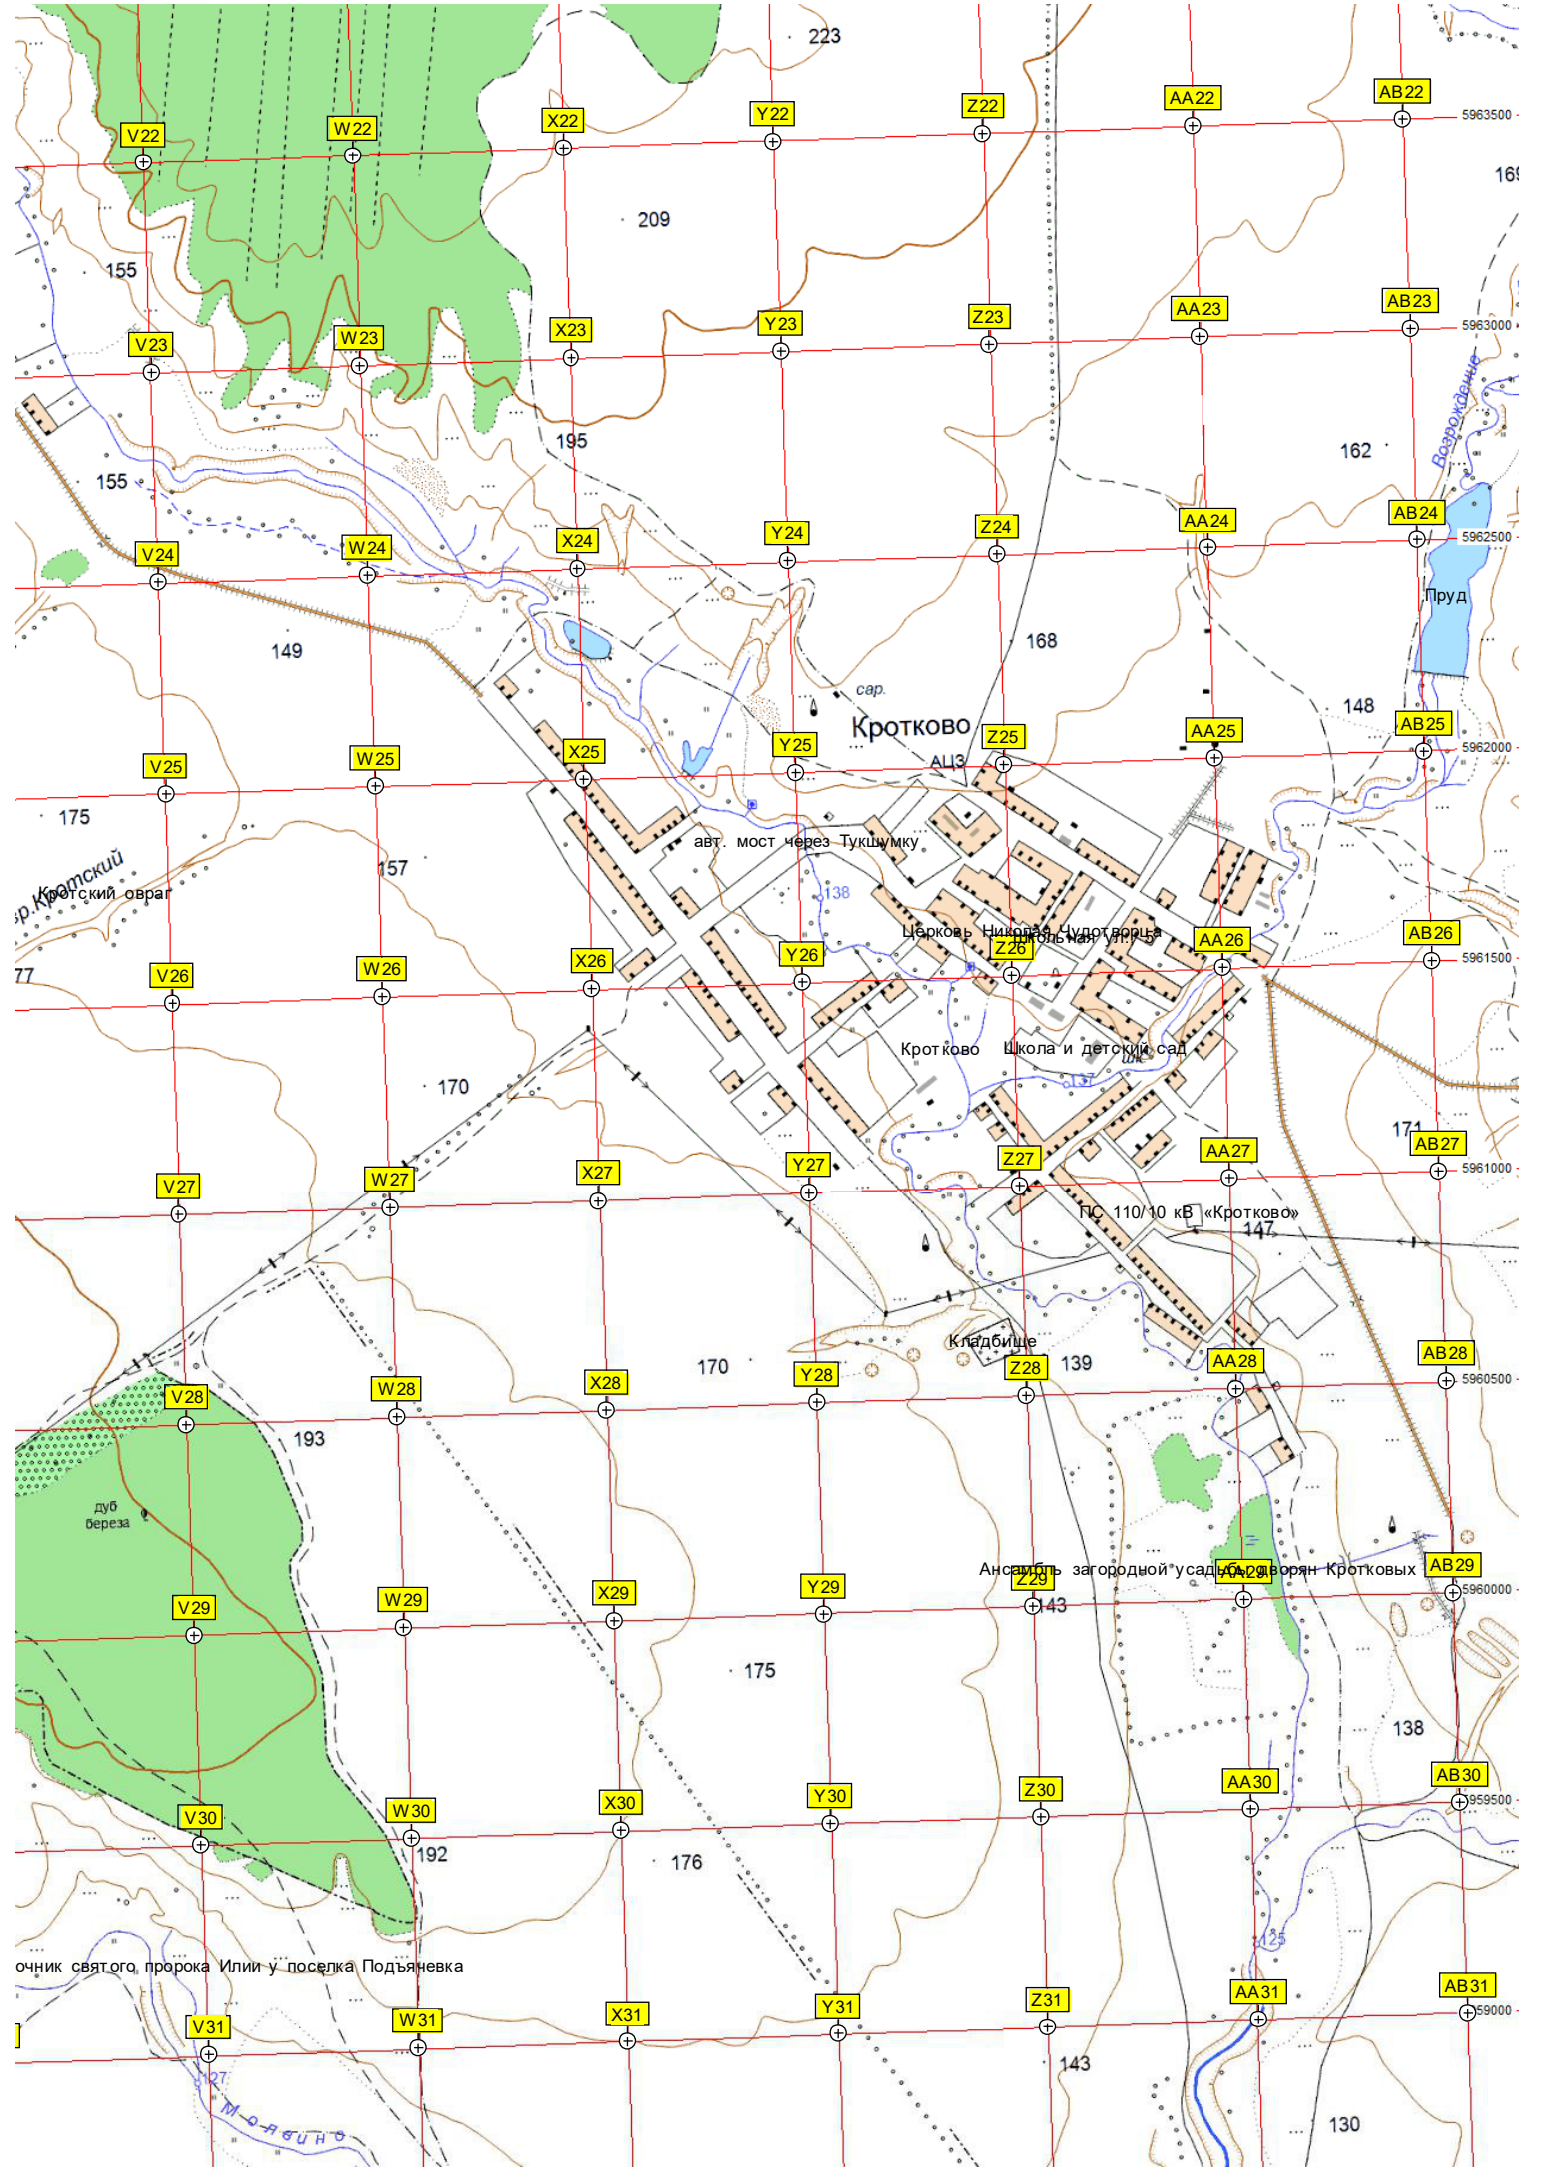 223
V22
W22
X22
Y22
Z22
AA22
AB22
5963500
209
155
V23
W23
X23
Y23
Z23
AA23
AB23
5963000
Возрождение
195
162
155
V24
W24
X24
Y24
Z24
AA24
AB24
5962500
Пруд
149
168
сар.
Кротково
148
V25
W25
X25
Y25
АЦЗ
Z25
AA25
AB25
5962000
175
авт. мост через Тукшумку
157
138
Кротский овраг
Церковь Николая Чудотворца
V26
W26
X26
Y26
Z26
AA26
AB26
5961500
77
Кротково
Школа и детский сад
шк.
137
170
171
V27
W27
X27
Y27
Z27
AA27
AB27
5961000
ПС 110/10 кВ «Кротково»
147
Кладбище
170
139
V28
W28
X28
Y28
Z28
AA28
AB28
5960500
193
дуб
береза
Ансамбль загородной усадьбы дворян Кротковых
V29
W29
X29
Y29
Z29
AA29
AB29
5960000
143
175
138
V30
W30
X30
Y30
Z30
AA30
AB30
959500
192
176
125
очник святого пророка Илии у поселка Подъячевка
V31
W31
X31
Y31
Z31
AA31
AB31
59000
127
143
130